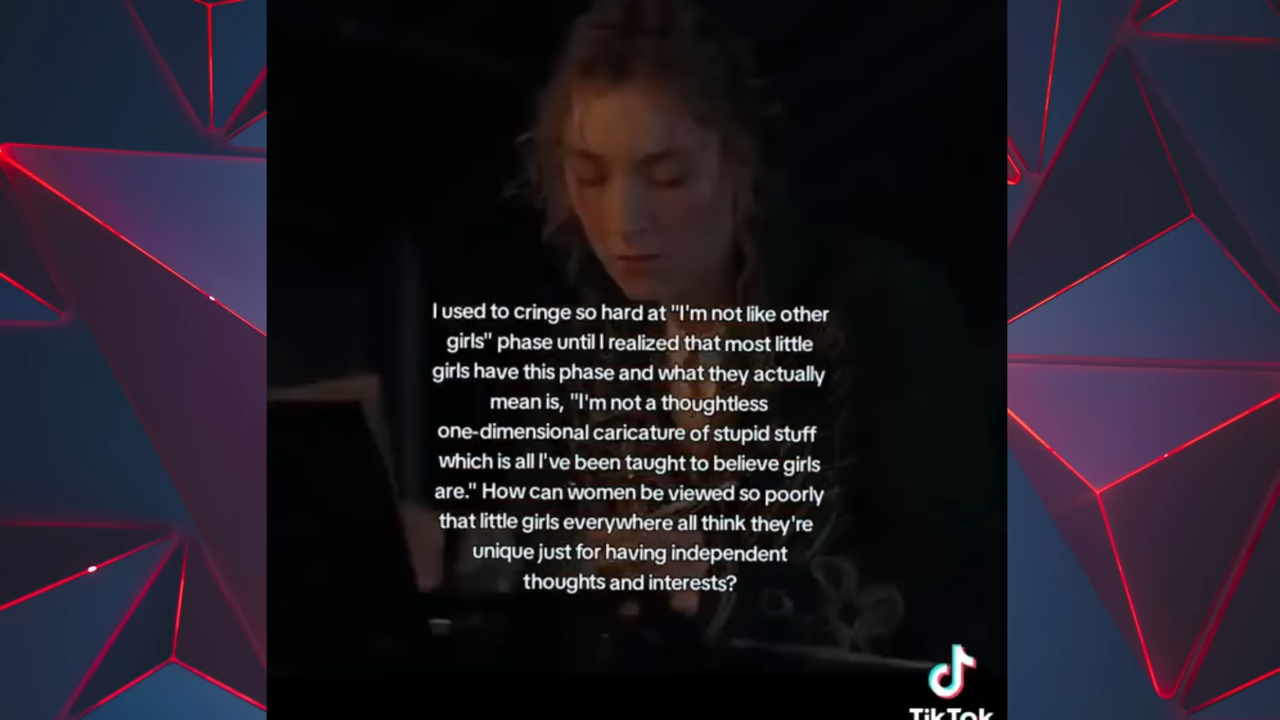 I used to cringe so hard at "I'm not like other
girls" phase until I realized that most little
girls have this phase and what they actually
mean is, "I'm not a thoughtless
one-dimensional caricature of stupid stuff
which is all I've been taught to believe girls
are." How can women be viewed so poorly
that little girls everywhere all think they're
unique just for having independent
thoughts and interests?
TikTok